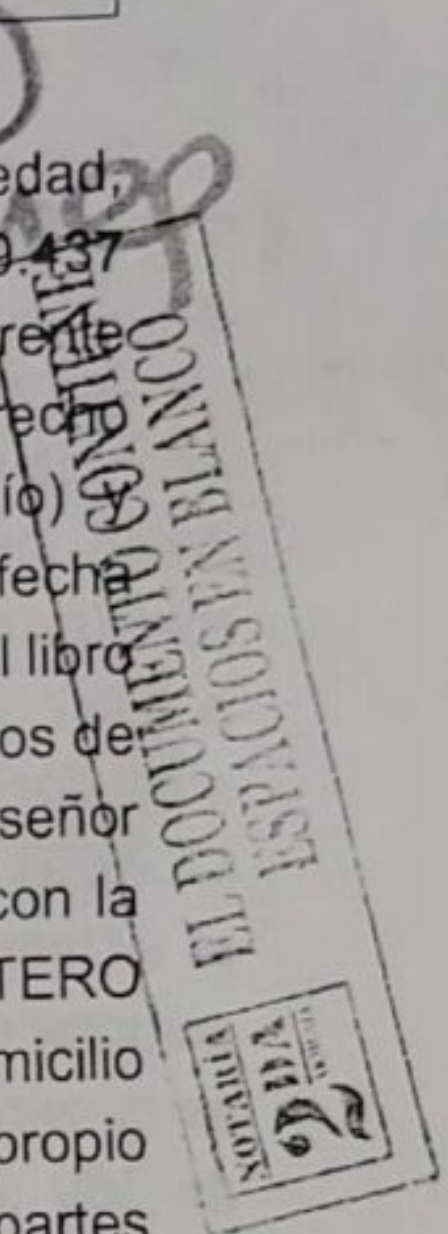 edad,
9.437
rente
echo
ío) y
fecha
l libro
os de
señor
con la
TERO
micilio
propio
partes
EL DOCUMENTO CONTIENE
ESPACIOS EN BLANCO
NOTARÍA